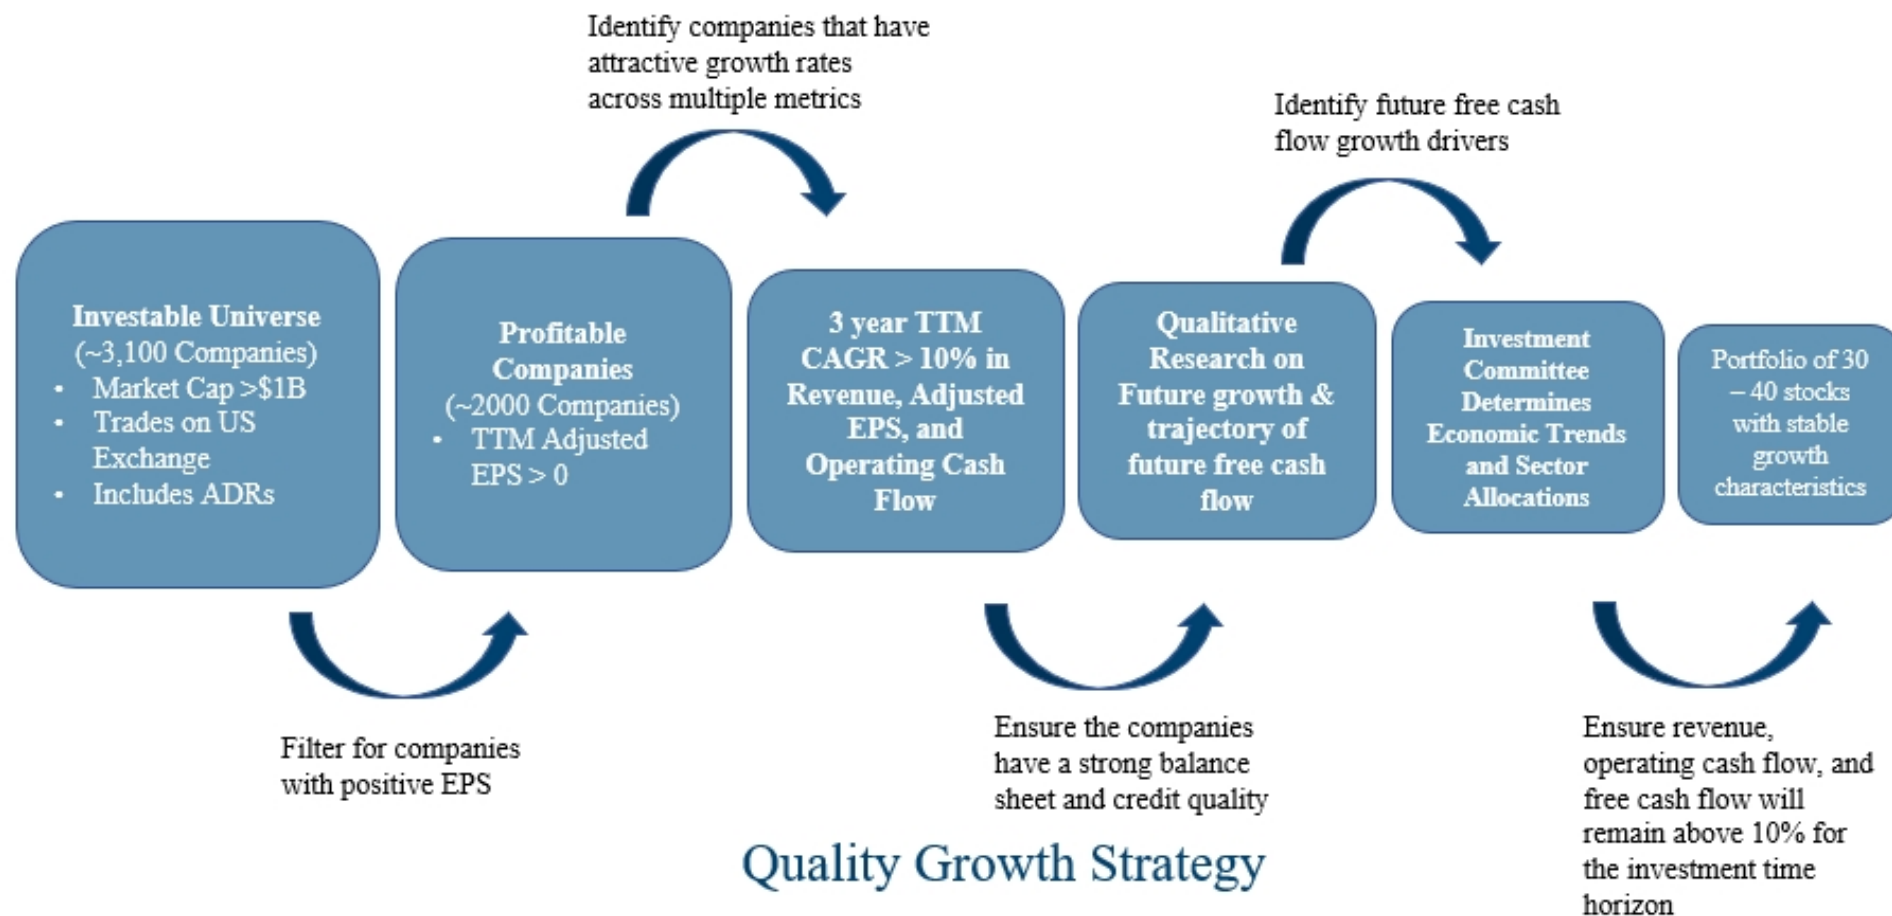 Identify companies that have
attractive growth rates
across multiple metrics
Identify future free cash
flow growth drivers
Investable Universe
(~3,100 Companies)
• Market Cap >$1B
• Trades on US
Exchange
• Includes ADRs
Profitable
Companies
(~2000 Companies)
• TTM Adjusted
EPS > 0
3 year TTM
CAGR > 10% in
Revenue, Adjusted
EPS, and
Operating Cash
Flow
Qualitative
Research on
Future growth &
trajectory of
future free cash
flow
Investment
Committee
Determines
Economic Trends
and Sector
Allocations
Portfolio of 30
– 40 stocks
with stable
growth
characteristics
Filter for companies
with positive EPS
Ensure the companies
have a strong balance
sheet and credit quality
Ensure revenue,
operating cash flow, and
free cash flow will
remain above 10% for
the investment time
horizon
Quality Growth Strategy